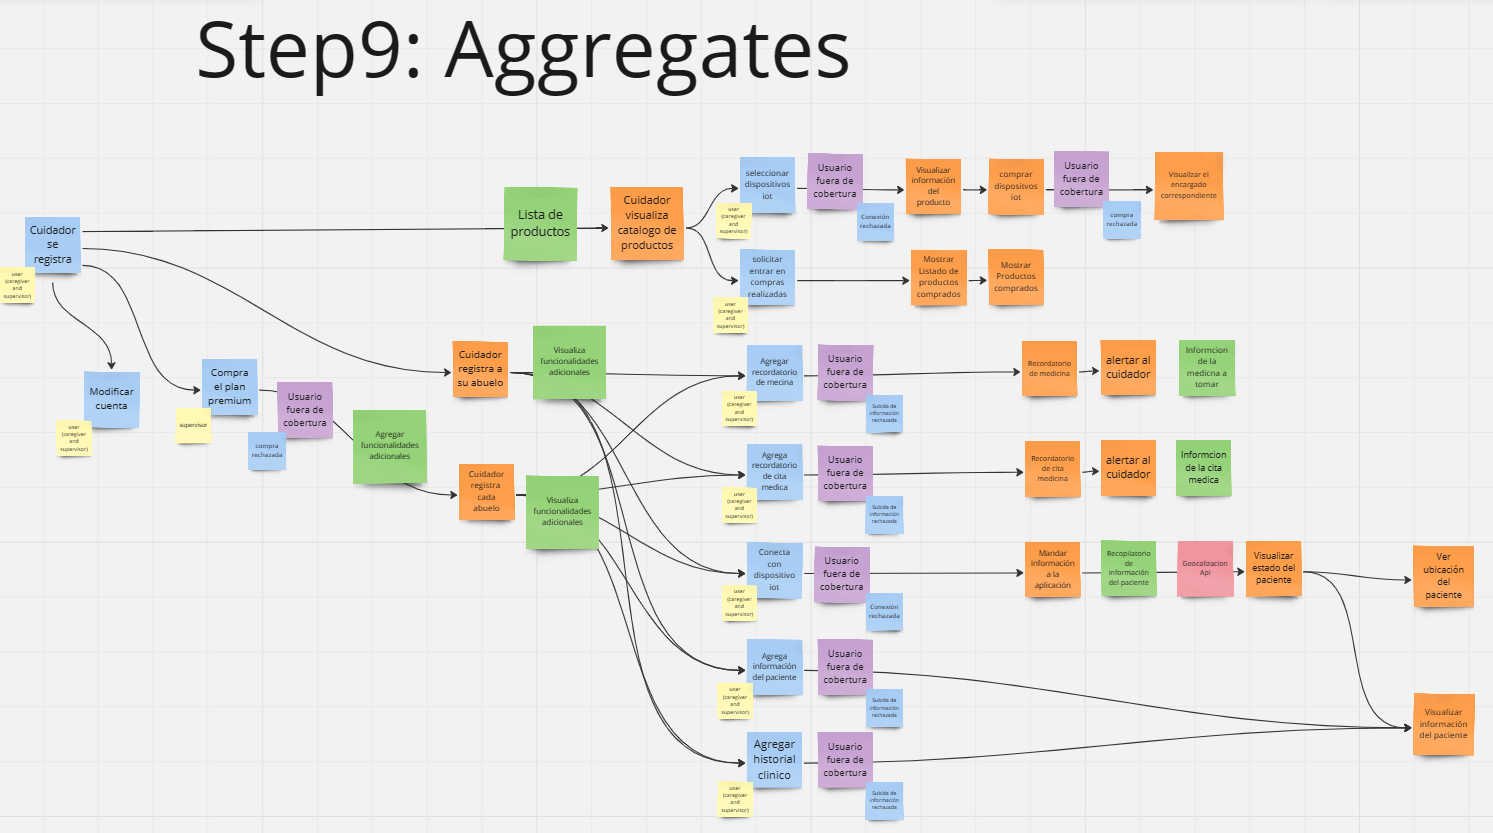 Step9: Aggregates
Cuidador
se
registra
user
(caregiver
and
supervisor)
Modificar
cuenta
user
(caregiver
and
supervisor)
Compra
el plan
premium
supervisor
Usuario
fuera de
cobertura
compra
rechazada
Agregar
funcionalidades
adicionales
Lista de
productos
Cuidador
visualiza
catalogo de
productos
seleccionar
dispositivos
iot
user
(caregiver
and
supervisor)
Usuario
fuera de
cobertura
Conexión
rechazada
Visualizar
información
del
producto
comprar
dispositvos
iot
Usuario
fuera de
cobertura
compra
rechazada
Visualizar el
encargado
correspondiente
solicitar
entrar en
compras
realizadas
user
(caregiver
and
supervisor)
Mostrar
Listado de
productos
comprados
Mostrar
Productos
comprados
Cuidador
registra a
su abuelo
Visualiza
funcionalidades
adicionales
Cuidador
registra
cada
abuelo
Visualiza
funcionalidades
adicionales
Agregar
recordatorio
de mecina
user
(caregiver
and
supervisor)
Usuario
fuera de
cobertura
Subida de
información
rechazada
Recordatorio
de medicina
alertar al
cuidador
Informcion
de la
medicna a
tomar
Agrega
recordatorio
de cita
medica
user
(caregiver
and
supervisor)
Usuario
fuera de
cobertura
Subida de
información
rechazada
Recordatorio
de cita
medicina
alertar al
cuidador
Informcion
de la cita
medica
Conecta
con
dispositivo
iot
user
(caregiver
and
supervisor)
Usuario
fuera de
cobertura
Conexión
rechazada
Mandar
información
a la
aplicación
Recopilatorio
de
información
del paciente
Geocalizacion
Api
Visualizar
estado del
paciente
Ver
ubicación
del
paciente
Agrega
información
del paciente
user
(caregiver
and
supervisor)
Usuario
fuera de
cobertura
Subida de
información
rechazada
Visualizar
información
del paciente
Agregar
historial
clinico
user
(caregiver
and
supervisor)
Usuario
fuera de
cobertura
Subida de
información
rechazada